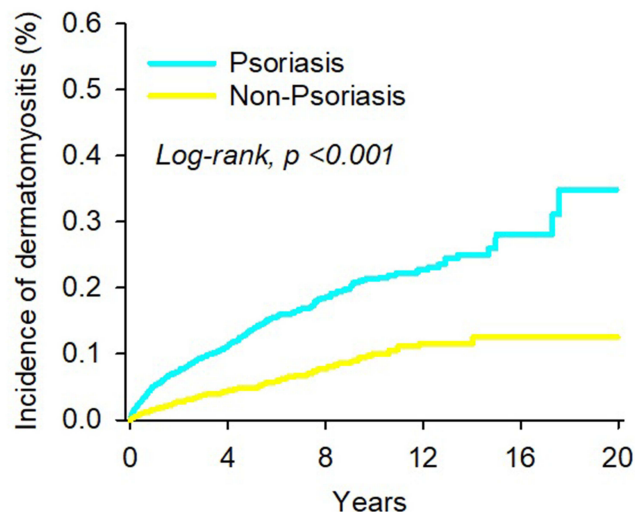 Incidence of dermatomyositis (%)
0.6
0.5
0.4
0.3
0.2
0.1
0.0
Psoriasis
Non-Psoriasis
Log-rank, p <0.001
0 4 8 12 16 20
Years